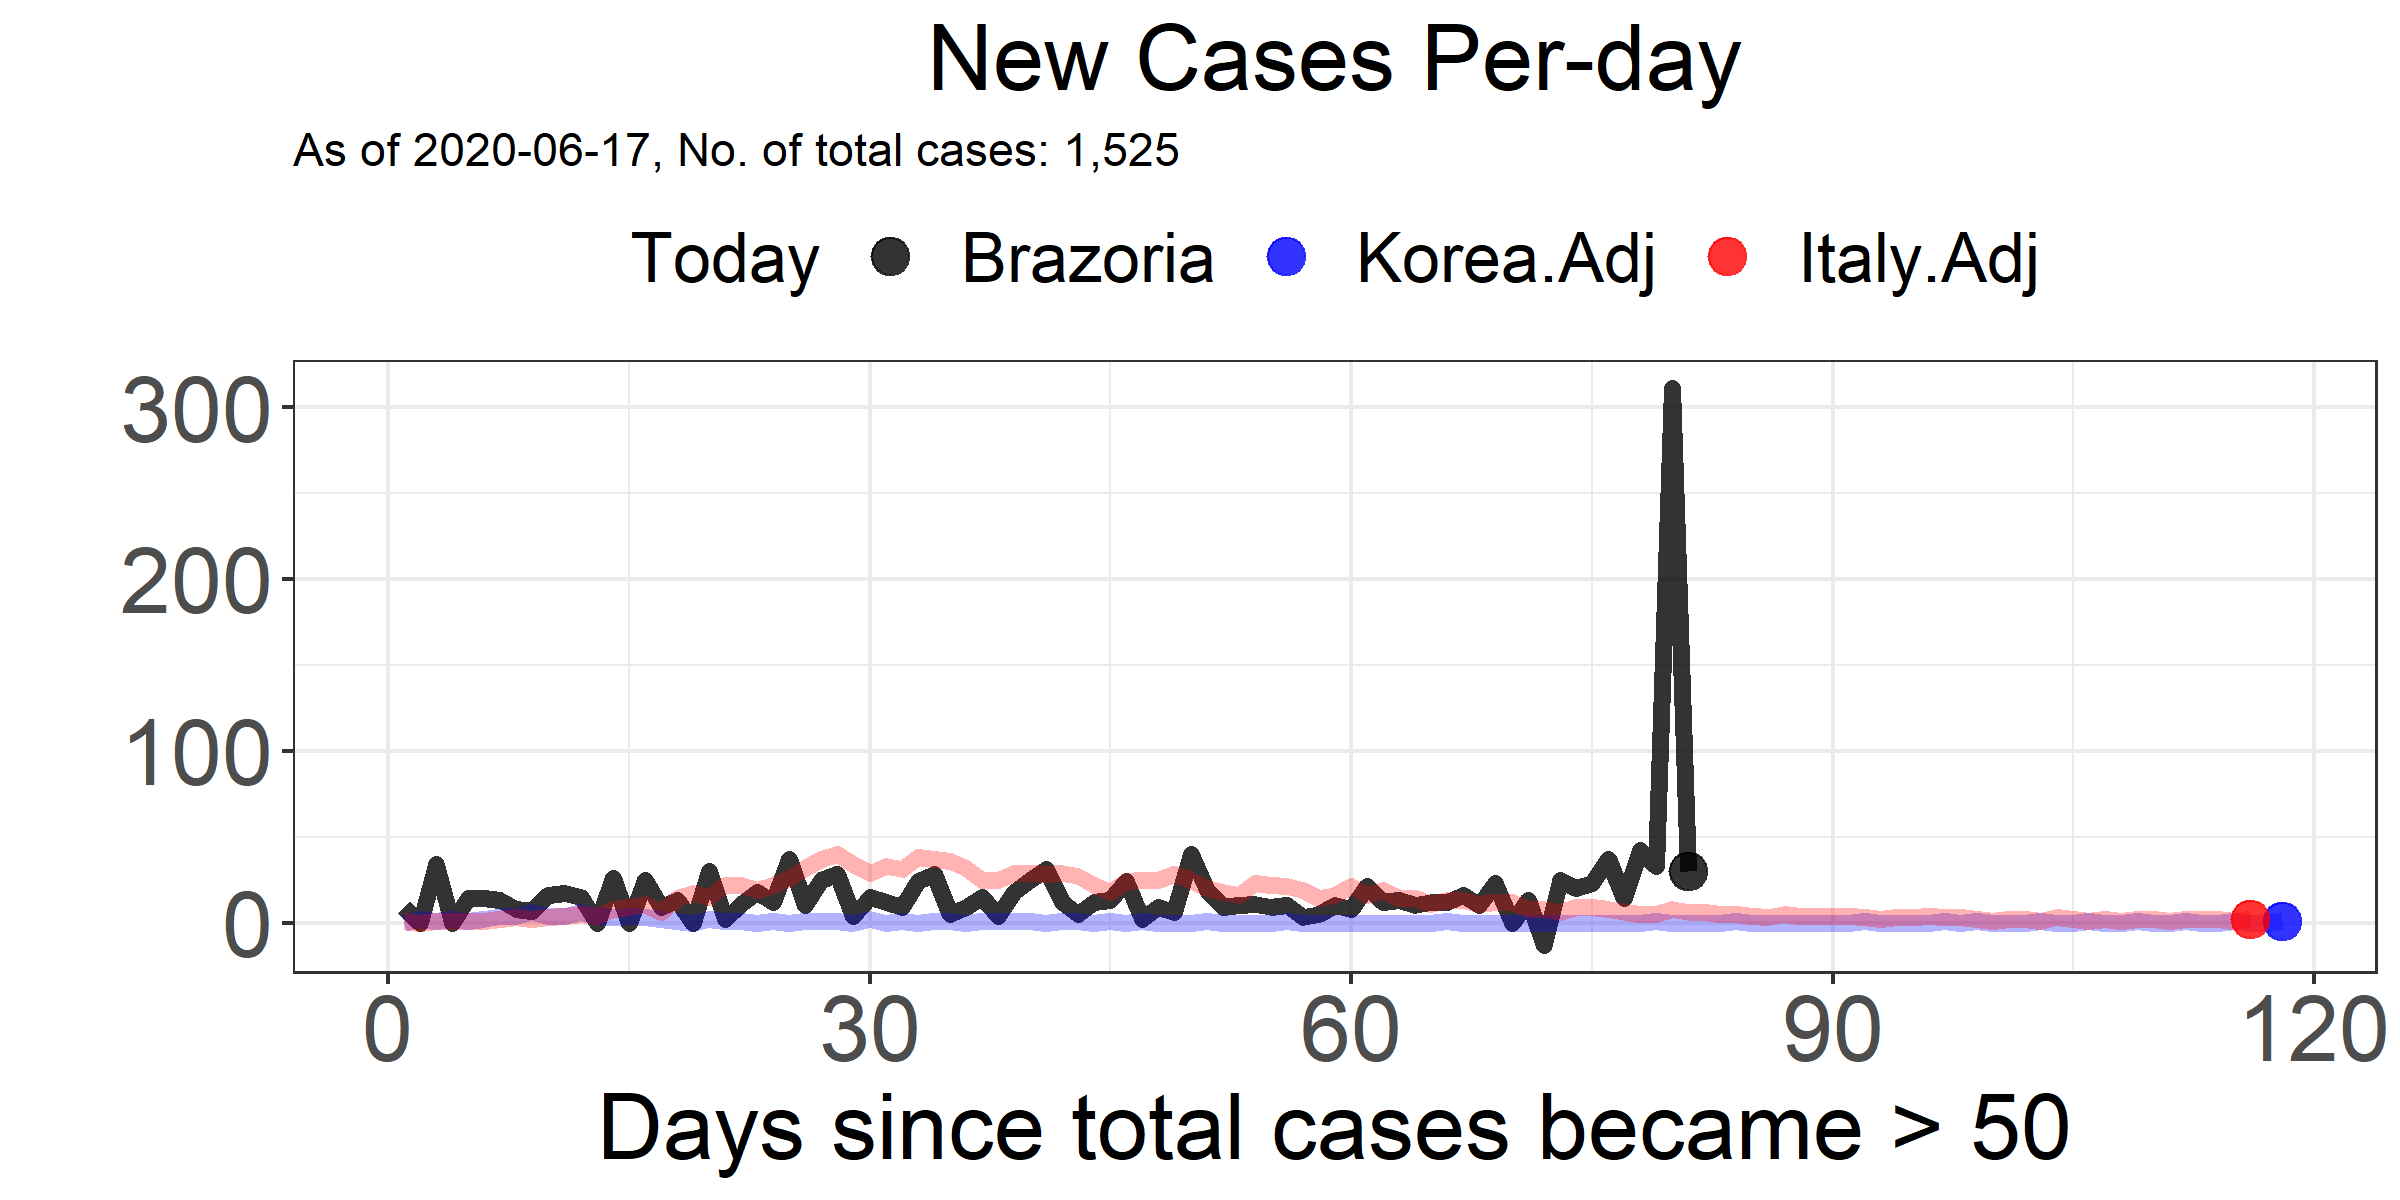 New Cases Per-day
As of 2020-06-17, No. of total cases: 1,525
Today Brazoria Korea.Adj Italy.Adj
300
200
100
0
0 30 60 90 120
Days since total cases became > 50